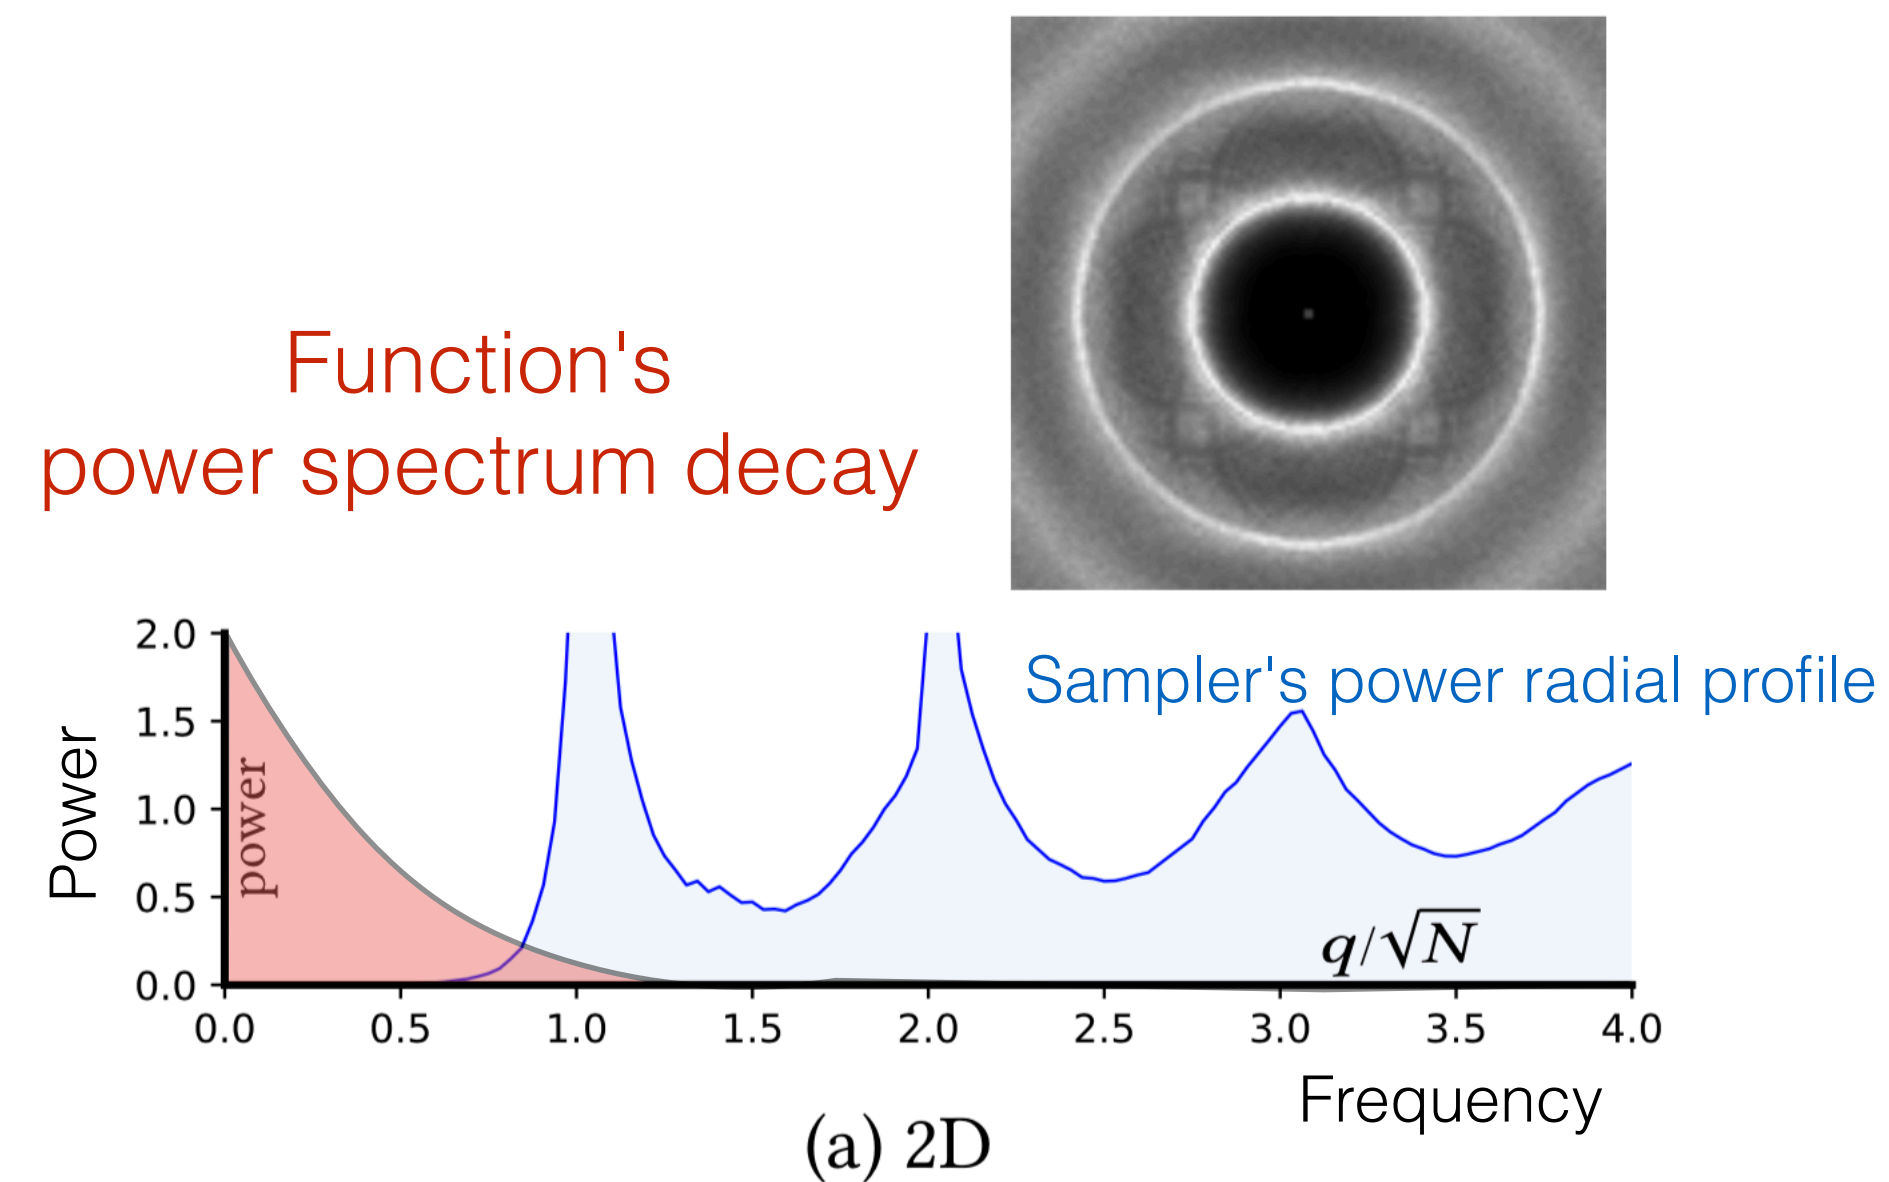 Function's
power spectrum decay
Sampler's power radial profile
Power
power
2.0
1.5
1.0
0.5
0.0
q/√N
0.0 0.5 1.0 1.5 2.0 2.5 3.0 3.5 4.0
Frequency
(a) 2D